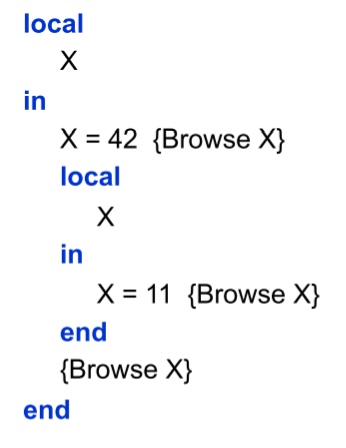 local
X
in
X = 42 {Browse X}
local
X
in
X = 11 {Browse X}
end
{Browse X}
end